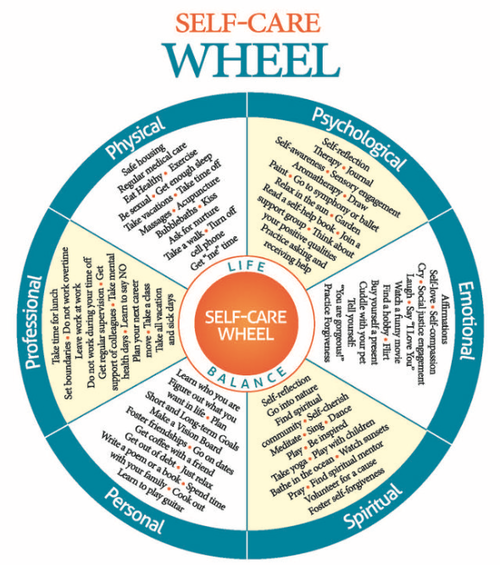 SELF-CARE
WHEEL
Physical
Safe housing
Regular medical care
Eat Healthy • Exercise
Be sexual • Get enough sleep
Take vacations • Take time off
Massages • Acupuncture
Bubblebaths • Kiss
Ask for nurture
Take a walk • Turn off
cell phone
Get "me" time
Psychological
Self-reflection
Therapy • Journal
Self-awareness • Sensory engagement
Aromatherapy • Draw
Paint • Go to symphony or ballet
Relax in the sun • Garden
Read a self-help book • Join a
support group • Think about
your positive qualities
Practice asking and
receiving help
Emotional
Affirmations
Self-love • Self-compassion
Cry • Social justice engagement
Laugh • Say "I Love You"
Watch a funny movie
Find a hobby • Flirt
Buy yourself a present
Cuddle with your pet
Tell yourself
"You are gorgeous!"
Practice Forgiveness
Spiritual
Self-reflection
Go into nature
Find spiritual
community • Self-cherish
Meditate • Sing • Dance
Play • Be inspired
Take yoga • Play with children
Bathe in the ocean • Watch sunsets
Pray • Find spiritual mentor
Volunteer for a cause
Foster self-forgiveness
Personal
Learn who you are
Figure out what you
want in life • Plan
Short and Long-term Goals
Make a Vision Board
Foster friendships • Go on dates
Get coffee with a friend
Get out of debt • Just relax
Write a poem or a book • Spend time
with your family • Cook out
Learn to play guitar
Professional
Take time for lunch
Set boundaries • Do not work overtime
Leave work at work
Do not work during your time off
Get regular supervision • Get
support of colleagues • Take mental
health days • Learn to say NO
Plan your next career
move • Take a class
Take all vacation
and sick days
LIFE
SELF-CARE
WHEEL
BALANCE